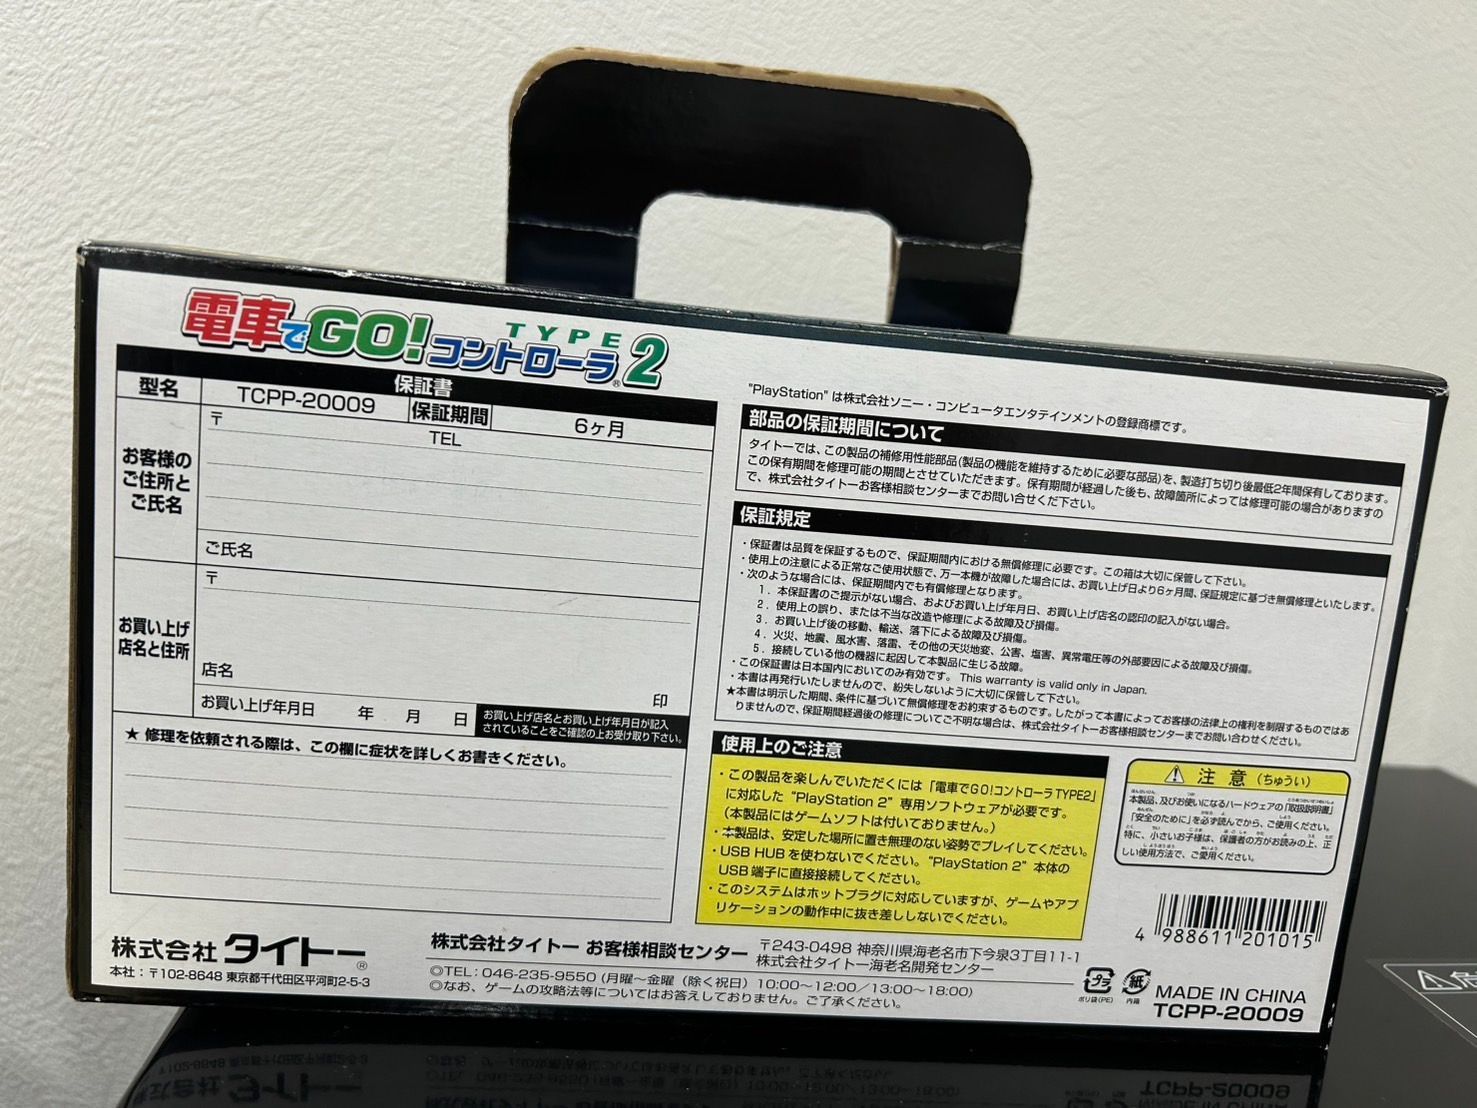 電車でGO!コントローラ® TYPE 2
保証書
型名 TCPP-20009 保証期間 6ヶ月
お客様の
ご住所と
ご氏名
〒 TEL
ご氏名
お買い上げ
店名と住所
〒
店名
印
お買い上げ年月日 年 月 日
お買い上げ店名とお買い上げ年月日が記入
されていることをご確認の上お受け取り下さい。
★ 修理を依頼される際は、この欄に症状を詳しくお書きください。
"PlayStation" は株式会社ソニー・コンピュータエンタテインメントの登録商標です。
部品の保証期間について
タイトーでは、この製品の補修用性能部品(製品の機能を維持するために必要な部品)を、製造打ち切り後最低2年間保有しております。
この保有期間を修理可能の期間とさせていただきます。保有期間が経過した後も、故障箇所によっては修理可能の場合がありますの
で、株式会社タイトーお客様相談センターまでお問い合せ下さい。
保証規定
・保証書は品質を保証するもので、保証期間内における無償修理に必要です。この箱は大切に保管して下さい。
・使用上の注意による正常なご使用状態で、万一本機が故障した場合には、お買い上げ日より6ヶ月間、保証規定に基づき無償修理といたします。
・次のような場合には、保証期間内でも有償修理となります。
1．本保証書のご提示がない場合、およびお買い上げ年月日、お買い上げ店名の認印の記入がない場合。
2．使用上の誤り、または不当な改造や修理による故障及び損傷。
3．お買い上げ後の移動、輸送、落下による故障及び損傷。
4．火災、地震、風水害、落雷、その他の天災地変、公害、塩害、異常電圧等の外部要因による故障及び損傷。
5．接続している他の機器に起因して本製品に生じる故障。
・この保証書は日本国内においてのみ有効です。 This warranty is valid only in Japan.
・本書は再発行いたしませんので、紛失しないように大切に保管して下さい。
★本書は明示した期間、条件に基づいて無償修理をお約束するものです。したがって本書によってお客様の法律上の権利を制限するものではあ
りませんので、保証期間経過後の修理についてご不明な場合は、株式会社タイトーお客様相談センターまでお問い合わせください。
使用上のご注意
・この製品を楽しんでいただくには「電車でGO!コントローラ TYPE2」
に対応した “PlayStation 2” 専用ソフトウェアが必要です。
(本製品にはゲームソフトは付いておりません。)
・本製品は、安定した場所に置き無理のない姿勢でプレイしてください。
・USB HUB を使わないでください。“PlayStation 2” 本体の
USB 端子に直接接続してください。
・このシステムはホットプラグに対応していますが、ゲームやアプ
リケーションの動作中に抜き差ししないでください。
注 意 (ちゅうい)
本製品、及びお使いになるハードウェアの「取扱説明書」
「安全のために」を必ず読んでから、ご使用ください。
特に、小さいお子様は、保護者の方がお読みの上、正
しい使用方法で、ご愛用ください。
4 988611 201015
株式会社 タイトー®
本社：〒102-8648 東京都千代田区平河町2-5-3
株式会社タイトー お客様相談センター 〒243-0498 神奈川県海老名市下今泉3丁目11-1
株式会社タイトー海老名開発センター
◎TEL：046-235-9550 (月曜〜金曜 (除く祝日) 10:00〜12:00／13:00〜18:00)
◎なお、ゲームの攻略法等についてはお答えしておりません。ご了承ください。
プラ
ポリ袋(PE)
紙
内箱
MADE IN CHINA
TCPP-20009